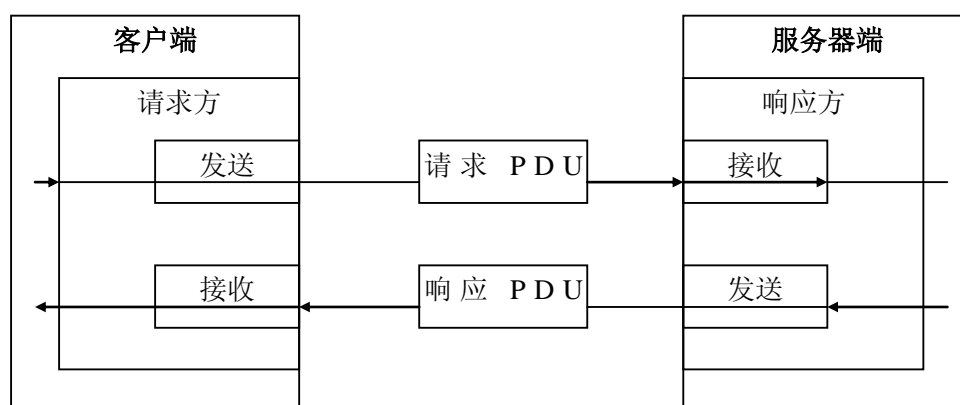 客户端
服务器端
请求方
响应方
发送
请求 PDU
接收
接收
响应 PDU
发送